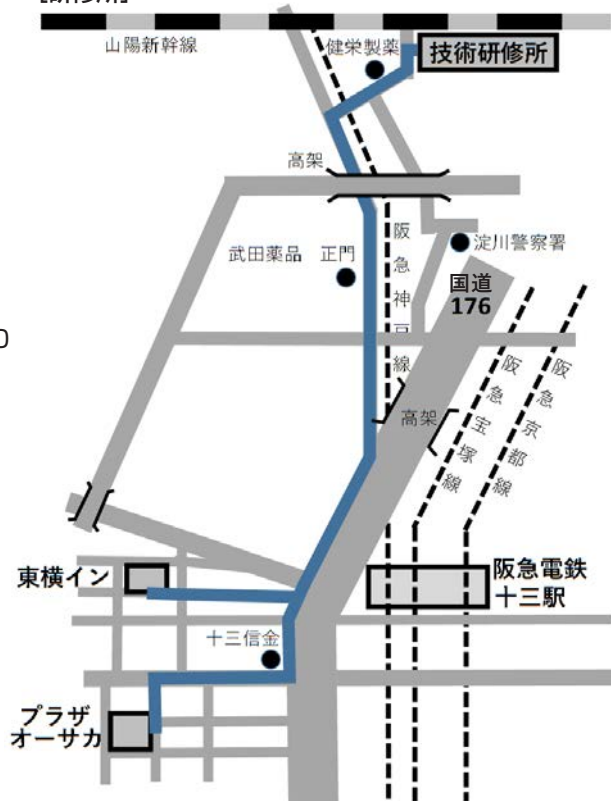 山陽新幹線
健栄製薬
技術研修所
高架
武田薬品 正門
阪急神戸線
淀川警察署
国道
176
高架
阪急宝塚線
阪急京都線
東横イン
阪急電鉄
十三駅
十三信金
プラザ
オーサカ